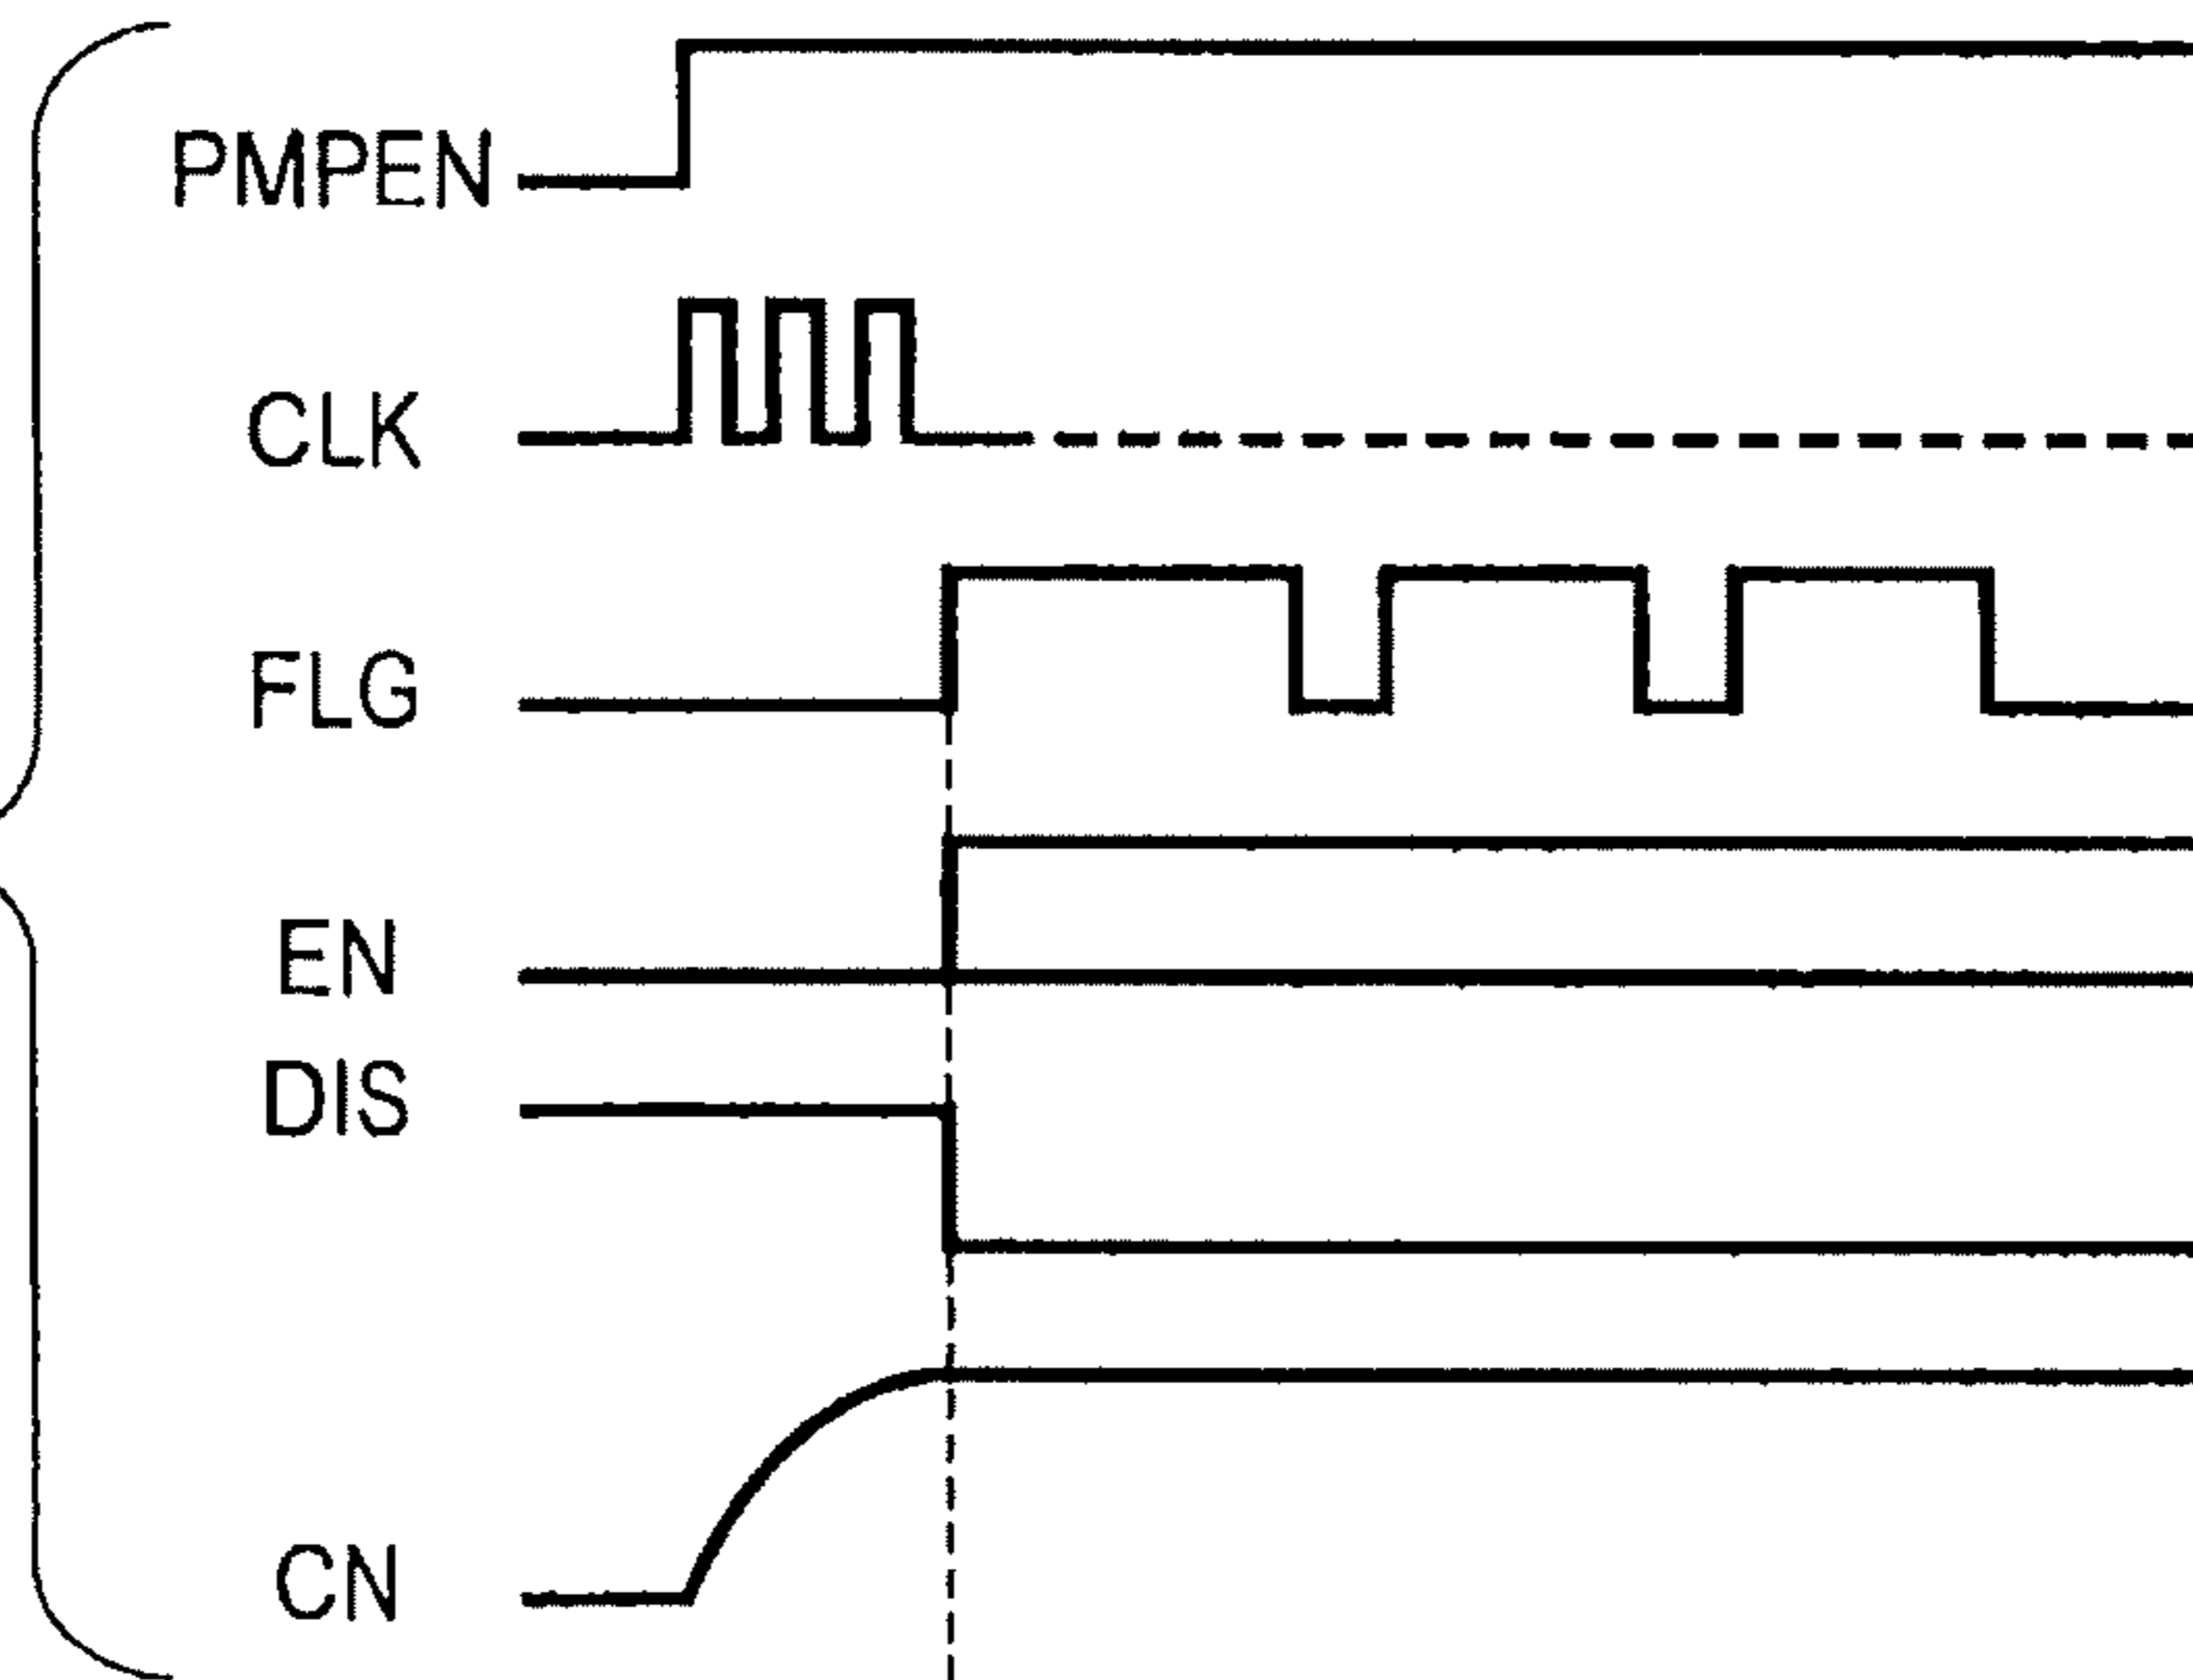 PMPEN
CLK
FLG
EN
DIS
CN